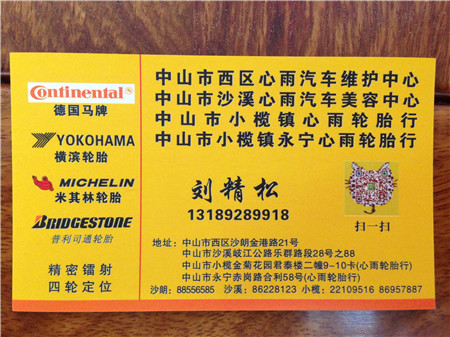 Continental
德国马牌
YOKOHAMA
横滨轮胎
MICHELIN
米其林轮胎
BRIDGESTONE
普利司通轮胎
精密镭射
四轮定位
中山市西区心雨汽车维护中心
中山市沙溪心雨汽车美容中心
中山市小榄镇心雨轮胎行
中山市小榄镇永宁心雨轮胎行
刘精松
13189289918
扫一扫
地址：中山市西区沙朗金港路21号
中山市沙溪岐江公路乐群路段28号之88
中山市小榄金菊花园君泰楼二幢9-10卡(心雨轮胎行)
中山市永宁赤岗路合利58号(心雨轮胎行)
沙朗：88556585 沙溪：86228123 小榄：22109516 86957887